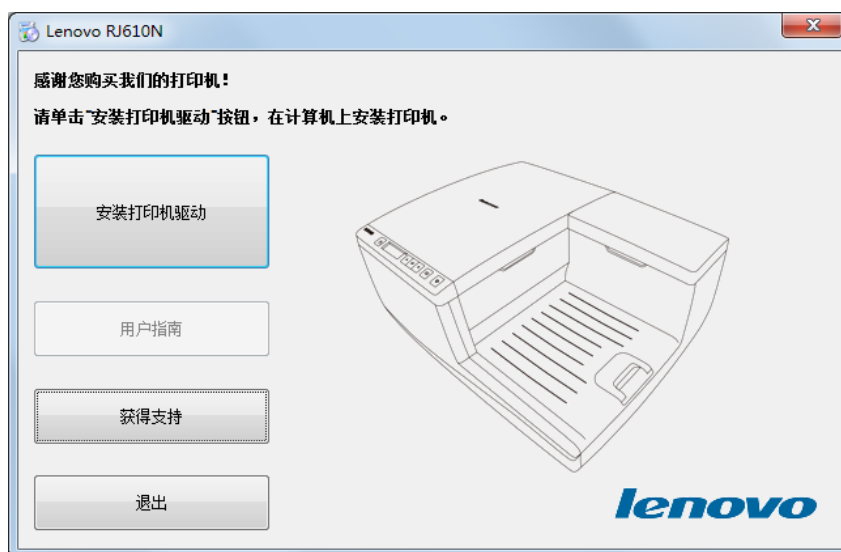 Lenovo RJ610N
感谢您购买我们的打印机！
请单击"安装打印机驱动"按钮，在计算机上安装打印机。
安装打印机驱动
用户指南
获得支持
退出
lenovo